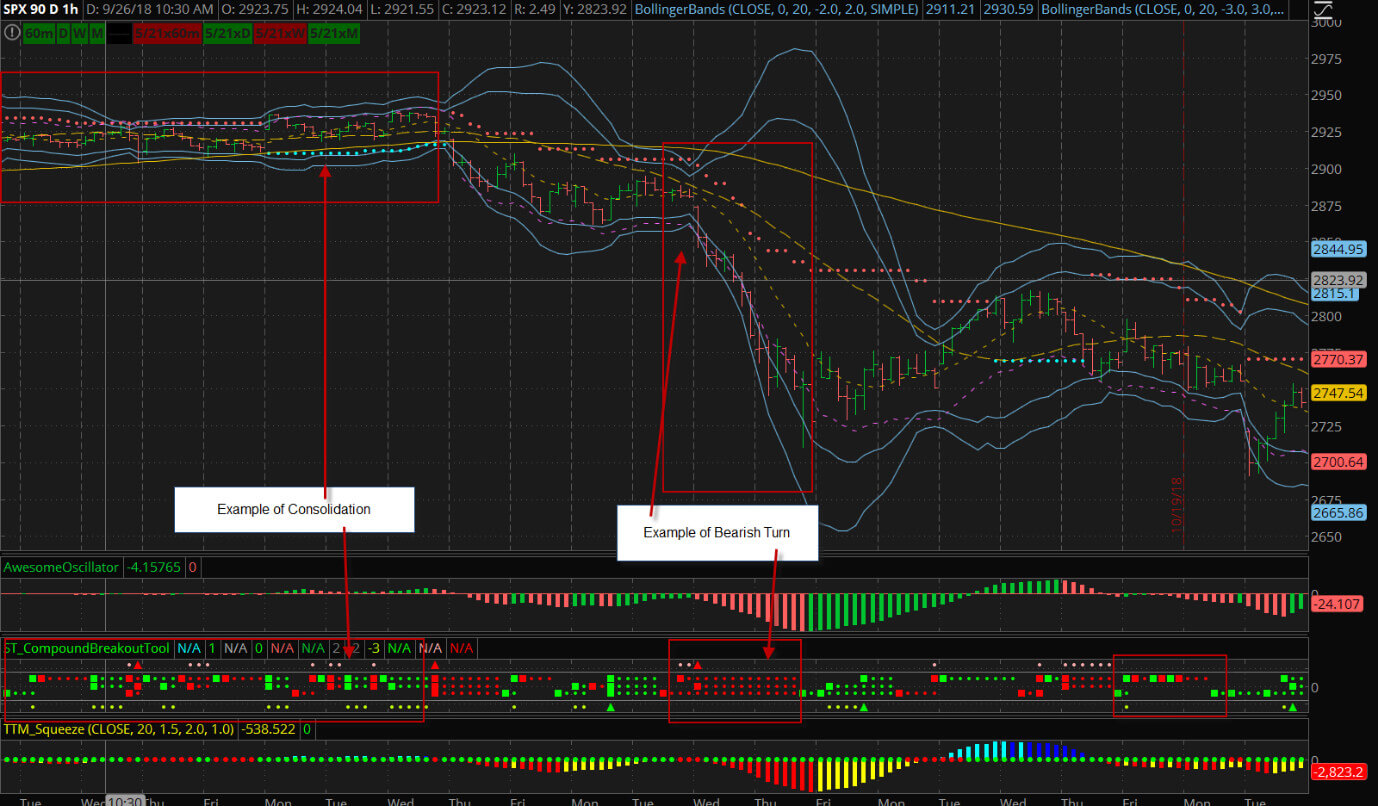 SPX 90 D 1h D: 9/26/18 10:30 AM O: 2923.75 H: 2924.04 L: 2921.55 C: 2923.12 R: 2.49 Y: 2823.92 BollingerBands (CLOSE, 0, 20, -2.0, 2.0, SIMPLE) 2911.21 2930.59 BollingerBands (CLOSE, 0, 20, -3.0, 3.0,...
60m D W M 5/21x60m 5/21xD 5/21xW 5/21xM
3000
2975
2950
2925
2900
2875
2844.95
2823.92
2815.1
2800
2770.37
2747.54
2725
2700.64
2675
2665.86
2650
10/19/18
Example of Consolidation
Example of Bearish Turn
AwesomeOscillator -4.15765 0
0
-24.107
ST_CompoundBreakoutTool N/A 1 N/A 0 N/A N/A -3 N/A N/A N/A
0
TTM_Squeeze (CLOSE, 20, 1.5, 2.0, 1.0) -538.522 0
0
-2,823.2
Tue Wed 10:30 Thu Fri Mon Tue Wed Thu Fri Mon Tue Wed Thu Fri Mon Tue Wed Thu Fri Mon Tue